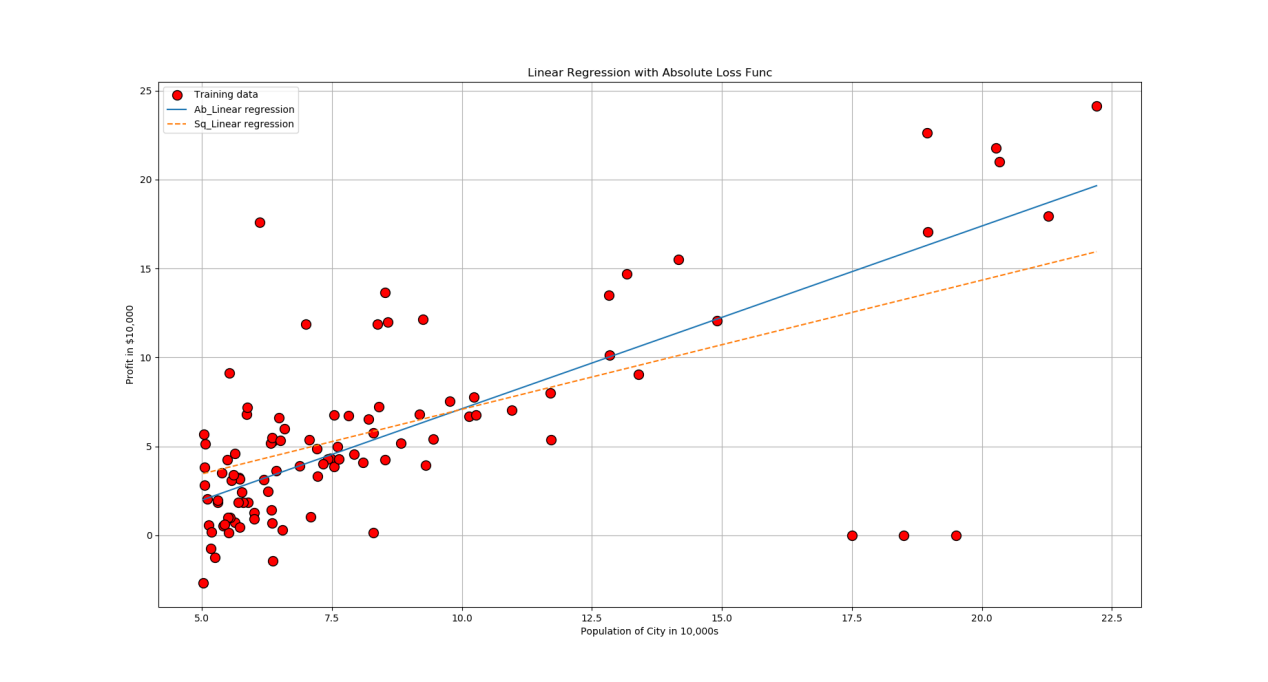 Linear Regression with Absolute Loss Func
Training data
Ab_Linear regression
Sq_Linear regression
25
20
15
10
5
0
Profit in $10,000
5.0 7.5 10.0 12.5 15.0 17.5 20.0 22.5
Population of City in 10,000s